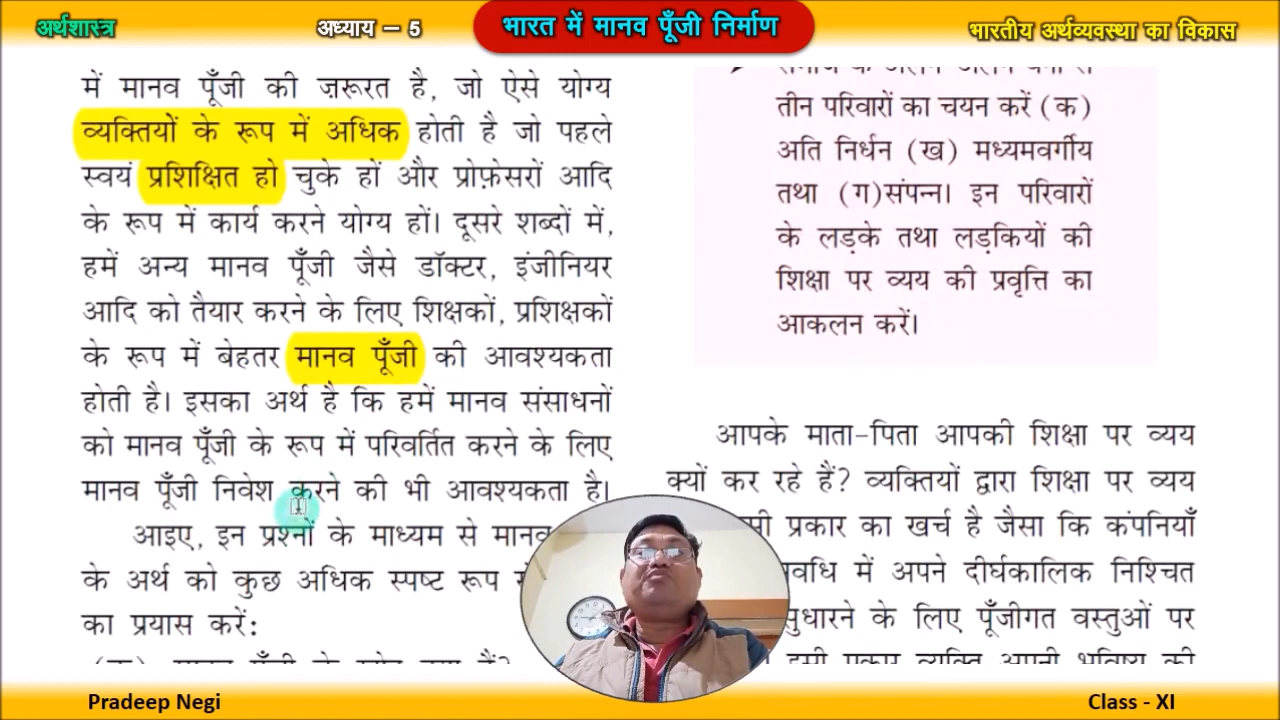 अर्थशास्त्र
अध्याय – 5
भारत में मानव पूँजी निर्माण
भारतीय अर्थव्यवस्था का विकास
में मानव पूँजी की ज़रूरत है, जो ऐसे योग्य
व्यक्तियों के रूप में अधिक होती है जो पहले
स्वयं प्रशिक्षित हो चुके हों और प्रोफ़ेसरों आदि
के रूप में कार्य करने योग्य हों। दूसरे शब्दों में,
हमें अन्य मानव पूँजी जैसे डॉक्टर, इंजीनियर
आदि को तैयार करने के लिए शिक्षकों, प्रशिक्षकों
के रूप में बेहतर मानव पूँजी की आवश्यकता
होती है। इसका अर्थ है कि हमें मानव संसाधनों
को मानव पूँजी के रूप में परिवर्तित करने के लिए
मानव पूँजी निवेश करने की भी आवश्यकता है।
आइए, इन प्रश्नों के माध्यम से मानव
के अर्थ को कुछ अधिक स्पष्ट रूप
का प्रयास करें:
तीन परिवारों का चयन करें (क)
अति निर्धन (ख) मध्यमवर्गीय
तथा (ग)संपन्न। इन परिवारों
के लड़के तथा लड़कियों की
शिक्षा पर व्यय की प्रवृत्ति का
आकलन करें।
आपके माता-पिता आपकी शिक्षा पर व्यय
क्यों कर रहे हैं? व्यक्तियों द्वारा शिक्षा पर व्यय
प्रकार का खर्च है जैसा कि कंपनियाँ
में अपने दीर्घकालिक निश्चित
सुधारने के लिए पूँजीगत वस्तुओं पर
Pradeep Negi
Class - XI